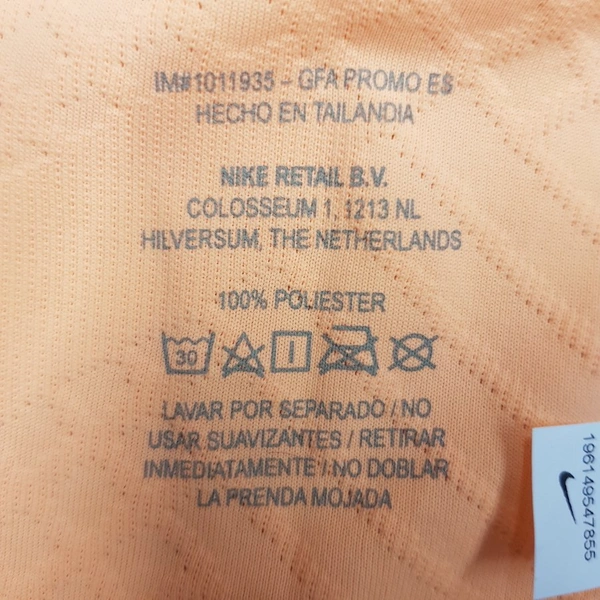 IM#1011935 – GFA PROMO ES
HECHO EN TAILANDIA
NIKE RETAIL B.V.
COLOSSEUM 1, 1213 NL
HILVERSUM, THE NETHERLANDS
100% POLIESTER
30
LAVAR POR SEPARADO / NO
USAR SUAVIZANTES / RETIRAR
INMEDIATAMENTE / NO DOBLAR
LA PRENDA MOJADA
196149547855